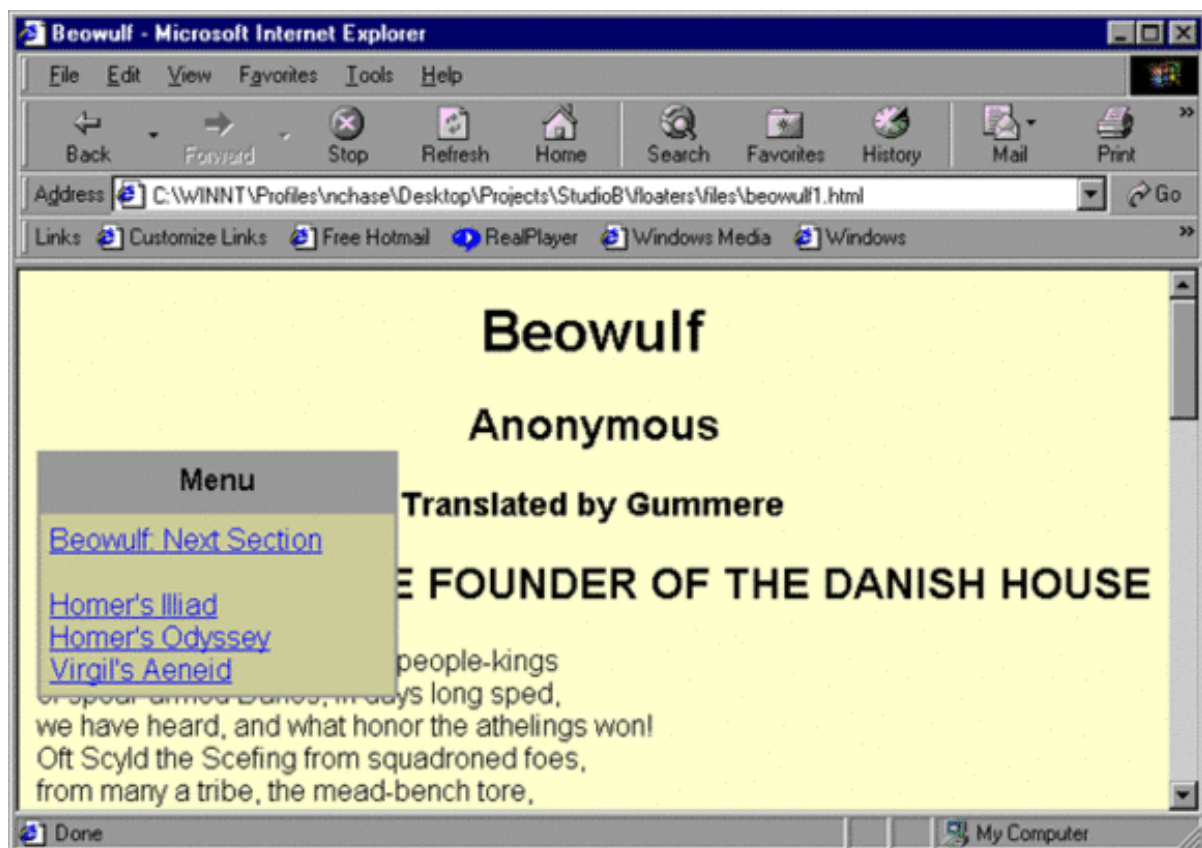 Beowulf - Microsoft Internet Explorer
File Edit View Favorites Tools Help
Back Forward Stop Refresh Home Search Favorites History Mail Print »
Address C:\WINNT\Profiles\nchase\Desktop\Projects\StudioB\floaters\files\beowulf1.html Go
Links Customize Links Free Hotmail RealPlayer Windows Media Windows »
Beowulf
Anonymous
Menu
Translated by Gummere
Beowulf: Next Section
E FOUNDER OF THE DANISH HOUSE
Homer's Illiad
Homer's Odyssey
Virgil's Aeneid
people-kings
days long sped,
we have heard, and what honor the athelings won!
Oft Scyld the Scefing from squadroned foes,
from many a tribe, the mead-bench tore,
Done My Computer